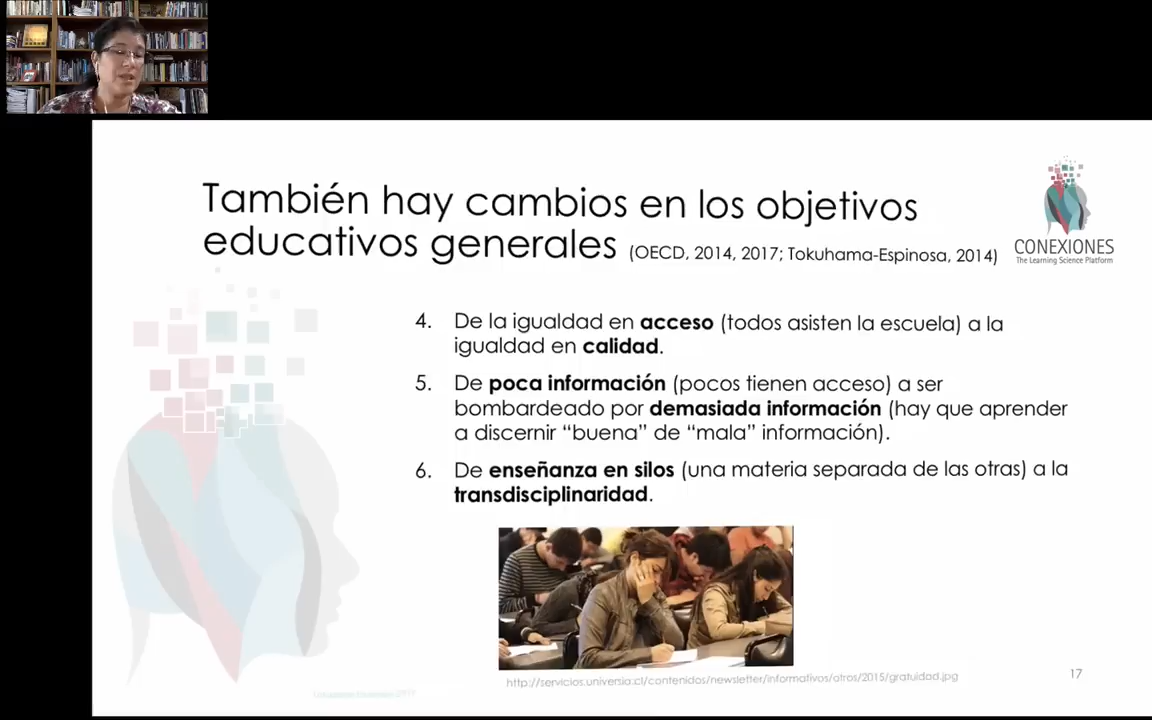 También hay cambios en los objetivos
educativos generales (OECD, 2014, 2017; Tokuhama-Espinosa, 2014)
CONEXIONES
The Learning Science Platform
4. De la igualdad en acceso (todos asisten la escuela) a la
igualdad en calidad.
5. De poca información (pocos tienen acceso) a ser
bombardeado por demasiada información (hay que aprender
a discernir “buena” de “mala” información).
6. De enseñanza en silos (una materia separada de las otras) a la
transdisciplinaridad.
http://servicios.universia.cl/contenidos/newsletter/informativos/otros/2015/gratuidad.jpg
17